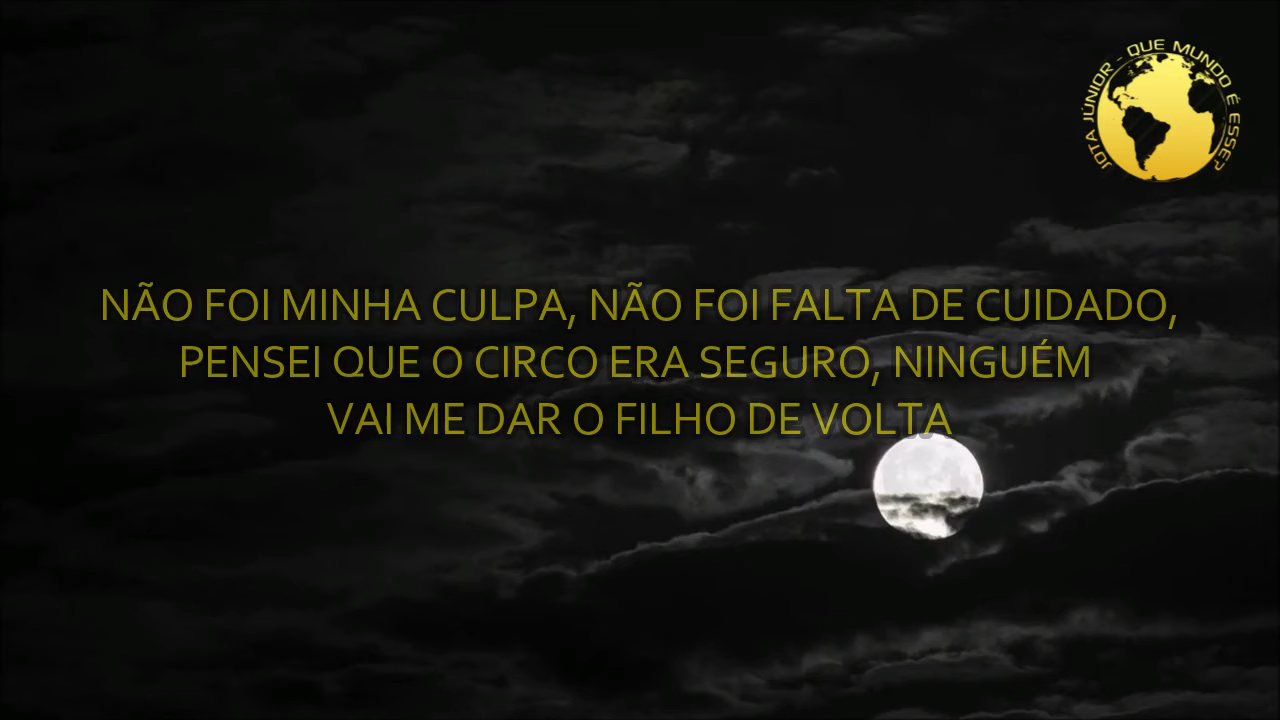 JOTA JÚNIOR - QUE MUNDO É ESSE?
NÃO FOI MINHA CULPA, NÃO FOI FALTA DE CUIDADO,
PENSEI QUE O CIRCO ERA SEGURO, NINGUÉM
VAI ME DAR O FILHO DE VOLTA